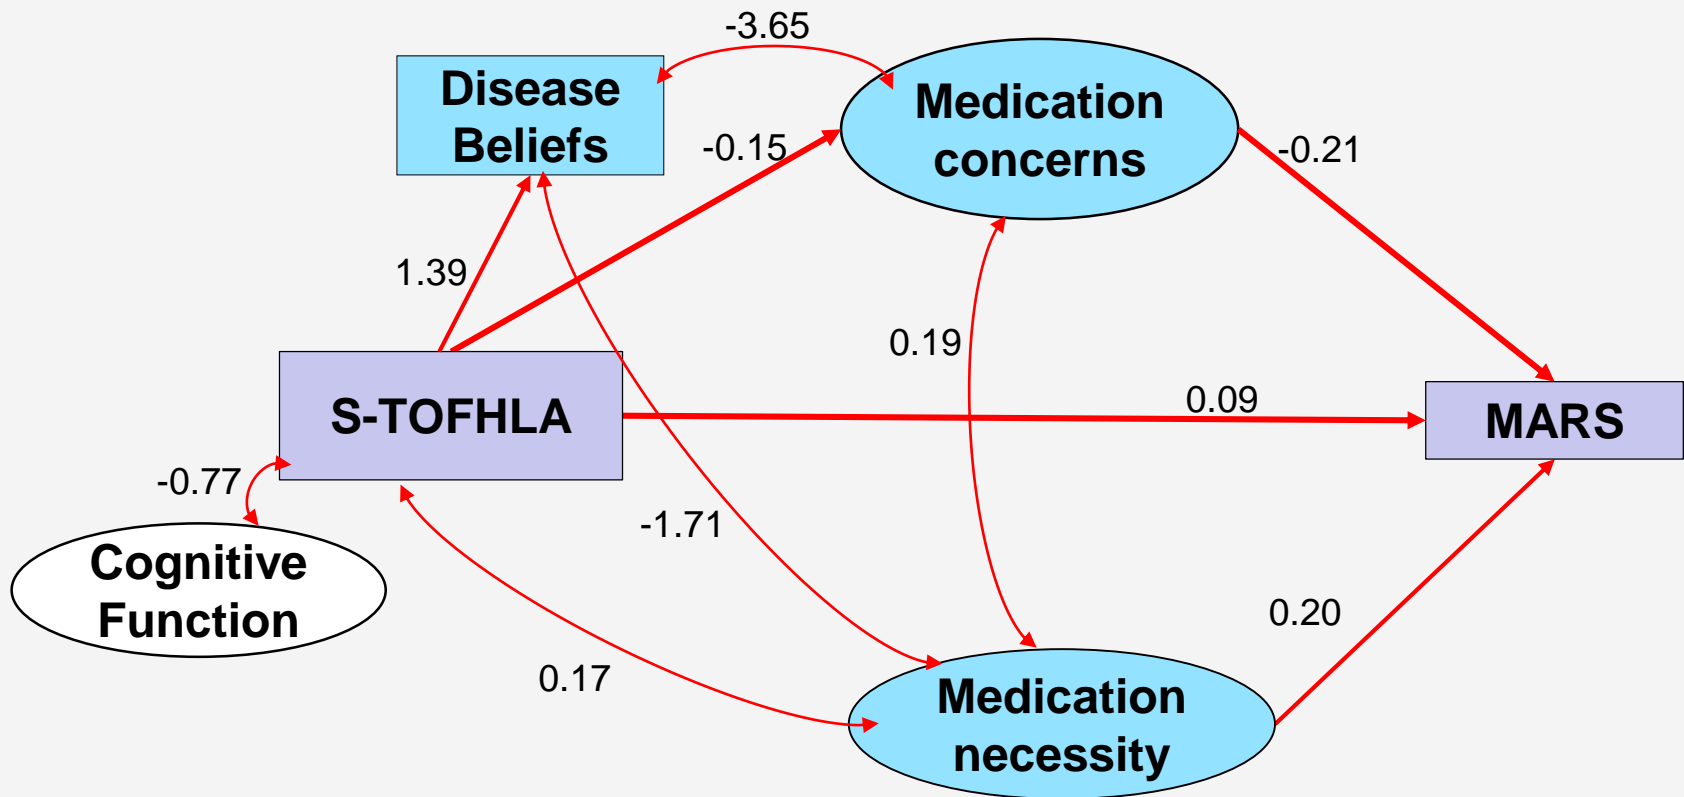 -3.65
Disease
Beliefs
Medication
concerns
-0.15
-0.21
1.39
0.19
S-TOFHLA
0.09
MARS
-0.77
-1.71
Cognitive
Function
0.20
0.17
Medication
necessity